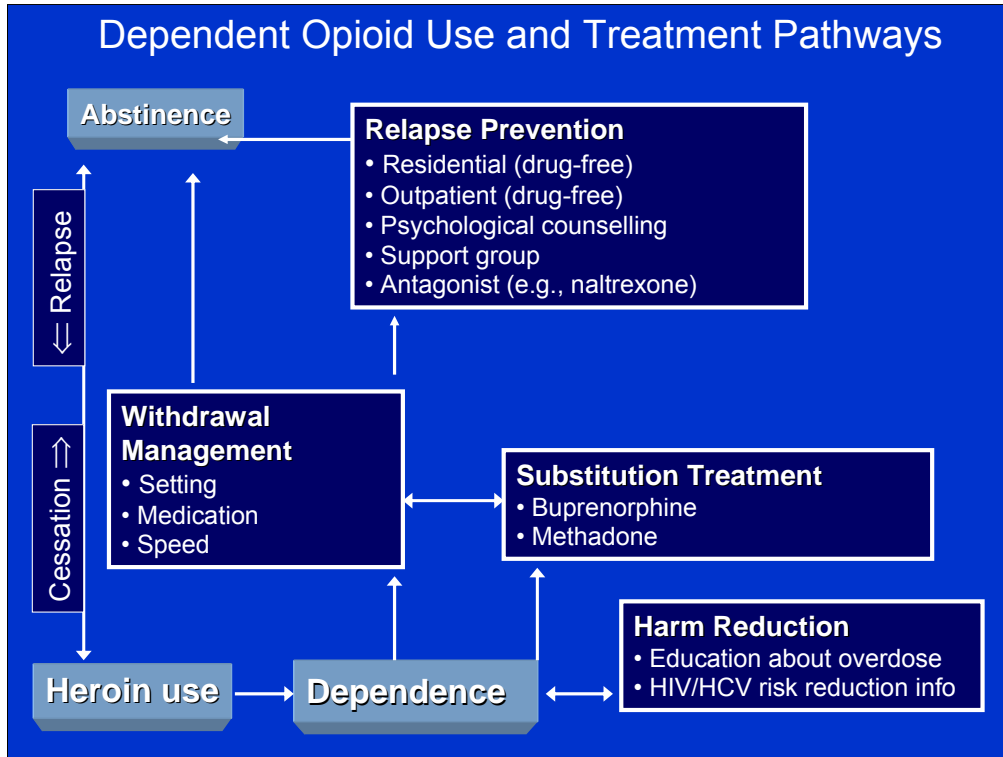 Dependent Opioid Use and Treatment Pathways
Abstinence
Relapse Prevention
• Residential (drug-free)
• Outpatient (drug-free)
• Psychological counselling
• Support group
• Antagonist (e.g., naltrexone)
⇐ Relapse
Cessation ⇒
Withdrawal
Management
• Setting
• Medication
• Speed
Substitution Treatment
• Buprenorphine
• Methadone
Harm Reduction
• Education about overdose
• HIV/HCV risk reduction info
Heroin use
Dependence